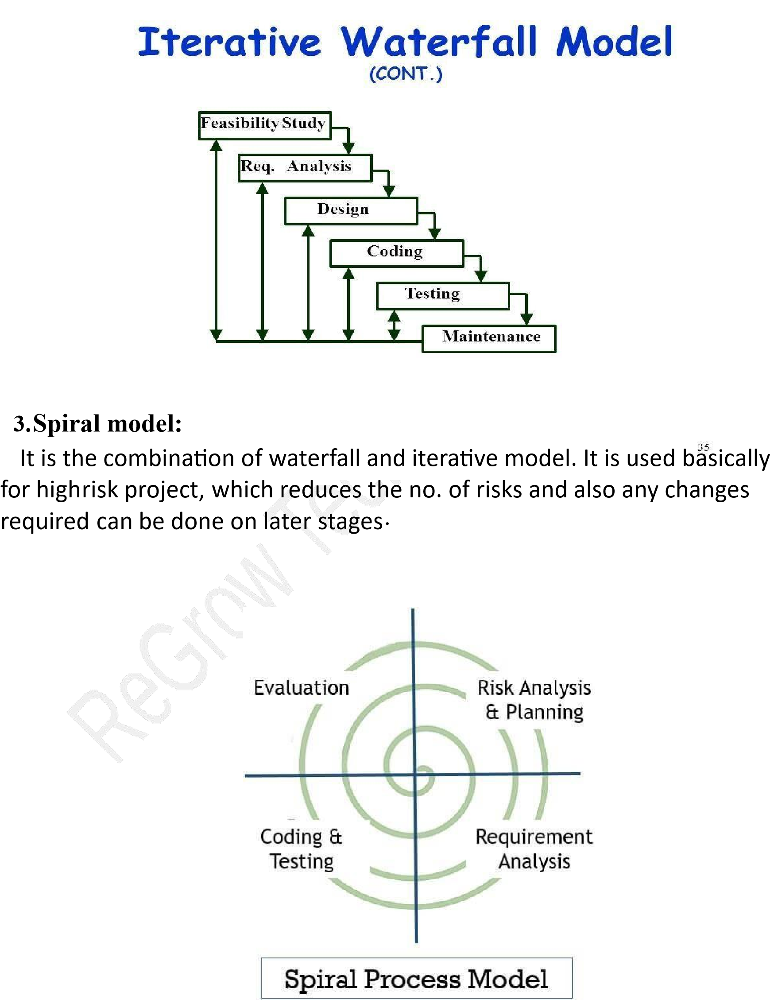 Iterative Waterfall Model
(CONT.)
Feasibility Study
Req. Analysis
Design
Coding
Testing
Maintenance
3.Spiral model:
35
It is the combination of waterfall and iterative model. It is used basically
for highrisk project, which reduces the no. of risks and also any changes
required can be done on later stages.
ReGrow
Evaluation
Risk Analysis
& Planning
Coding &
Testing
Requirement
Analysis
Spiral Process Model